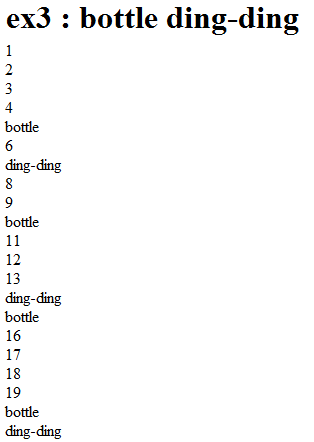 ex3 : bottle ding-ding
1
2
3
4
bottle
6
ding-ding
8
9
bottle
11
12
13
ding-ding
bottle
16
17
18
19
bottle
ding-ding